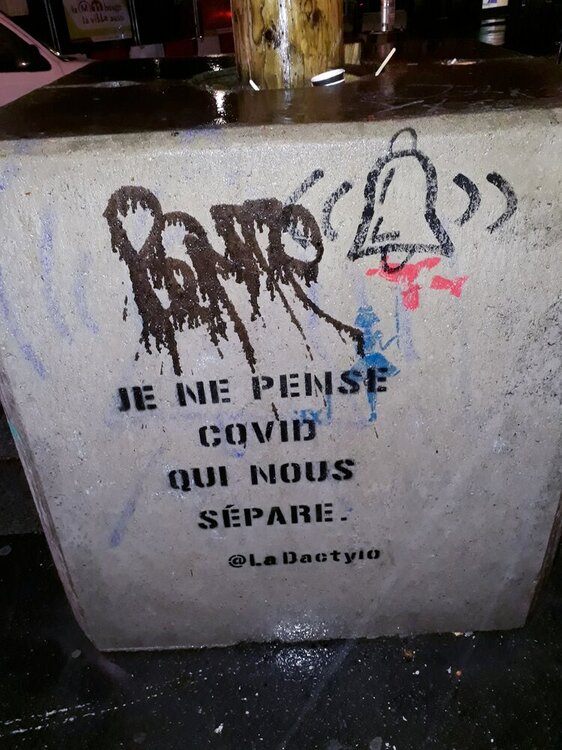 JE NE PENSE
COVID
QUI NOUS
SÉPARE.
@LaDactylo